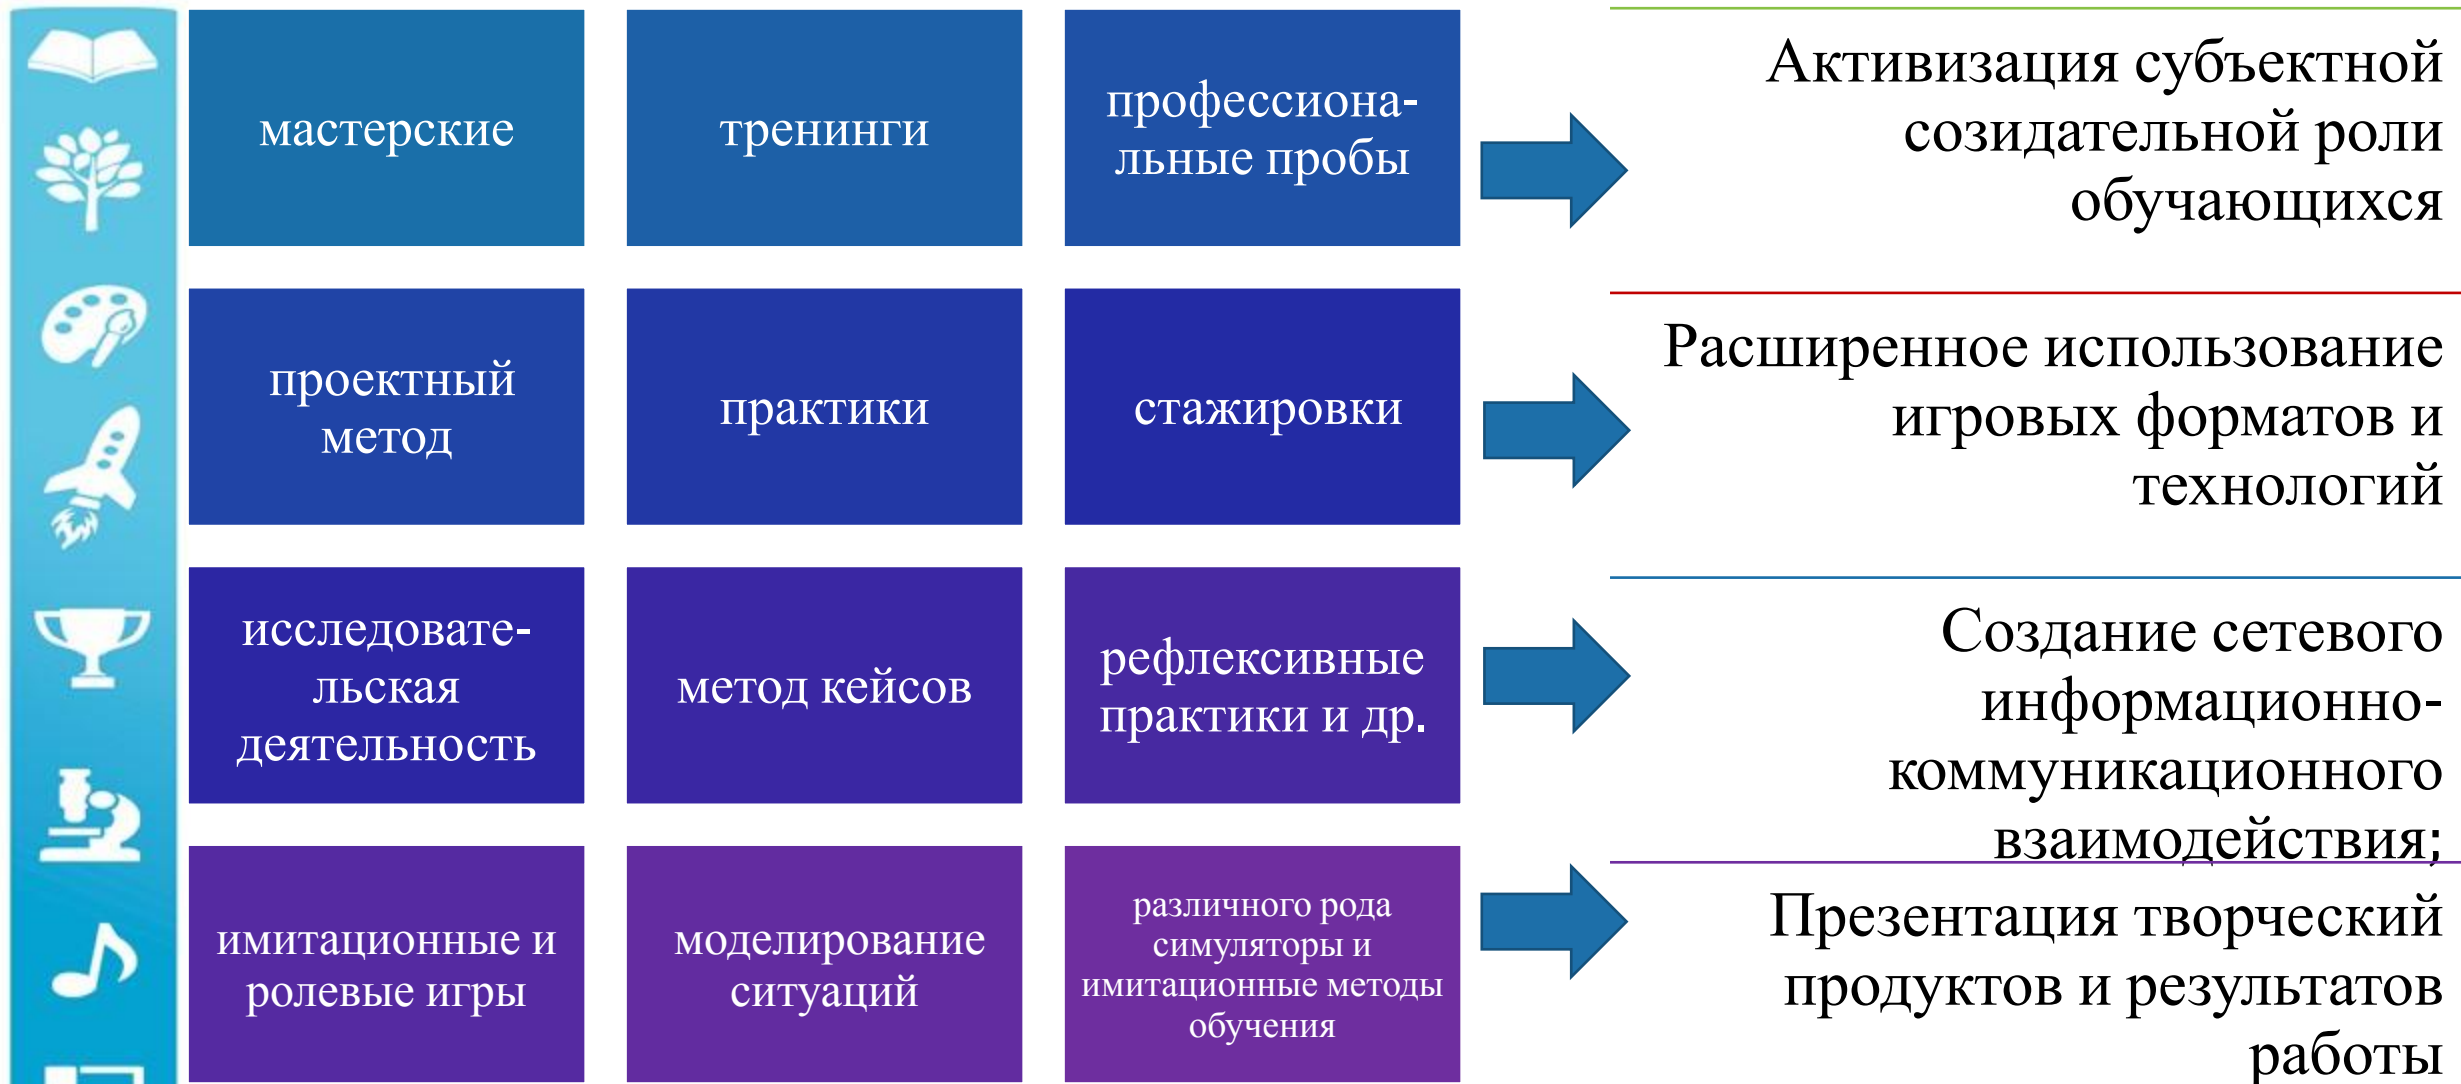 мастерские
тренинги
профессиона-
льные пробы
Активизация субъектной
созидательной роли
обучающихся
проектный
метод
практики
стажировки
Расширенное использование
игровых форматов и
технологий
исследовате-
льская
деятельность
метод кейсов
рефлексивные
практики и др.
Создание сетевого
информационно-
коммуникационного
взаимодействия;
имитационные и
ролевые игры
моделирование
ситуаций
различного рода
симуляторы и
имитационные методы
обучения
Презентация творческий
продуктов и результатов
работы